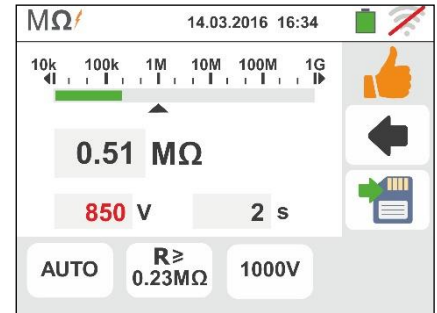 MΩ 14.03.2016 16:34
10k 100k 1M 10M 100M 1G
0.51 MΩ
850 V 2 s
AUTO R≥ 0.23MΩ 1000V